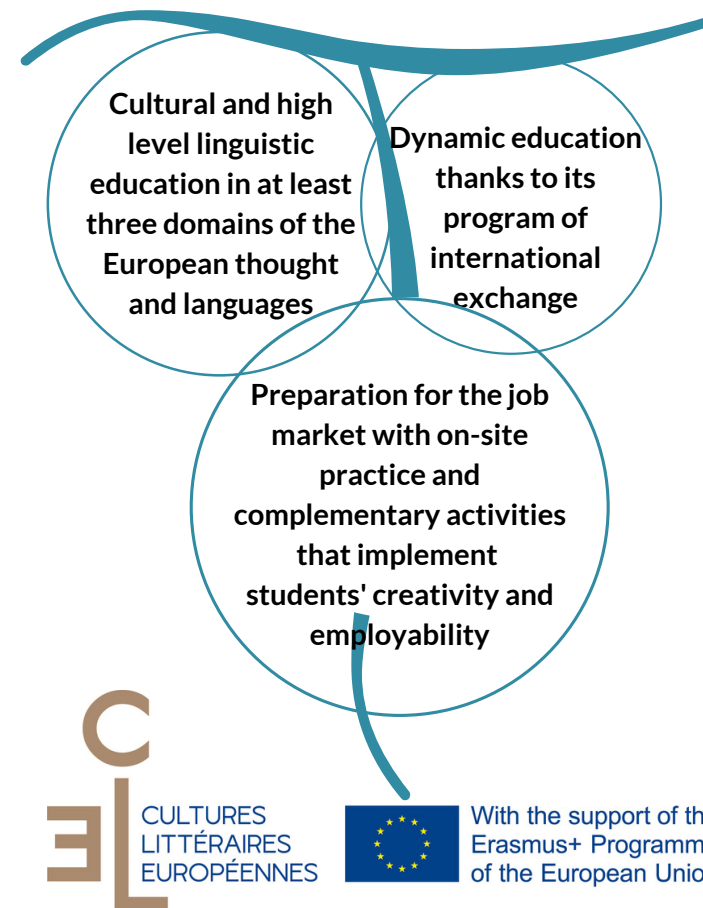 Cultural and high
level linguistic
education in at least
three domains of the
European thought
and languages
Dynamic education
thanks to its
program of
international
exchange
Preparation for the job
market with on-site
practice and
complementary activities
that implement
students' creativity and
employability
C
E
L
CULTURES
LITTÉRAIRES
EUROPÉENNES
With the support of th
Erasmus+ Programm
of the European Unio